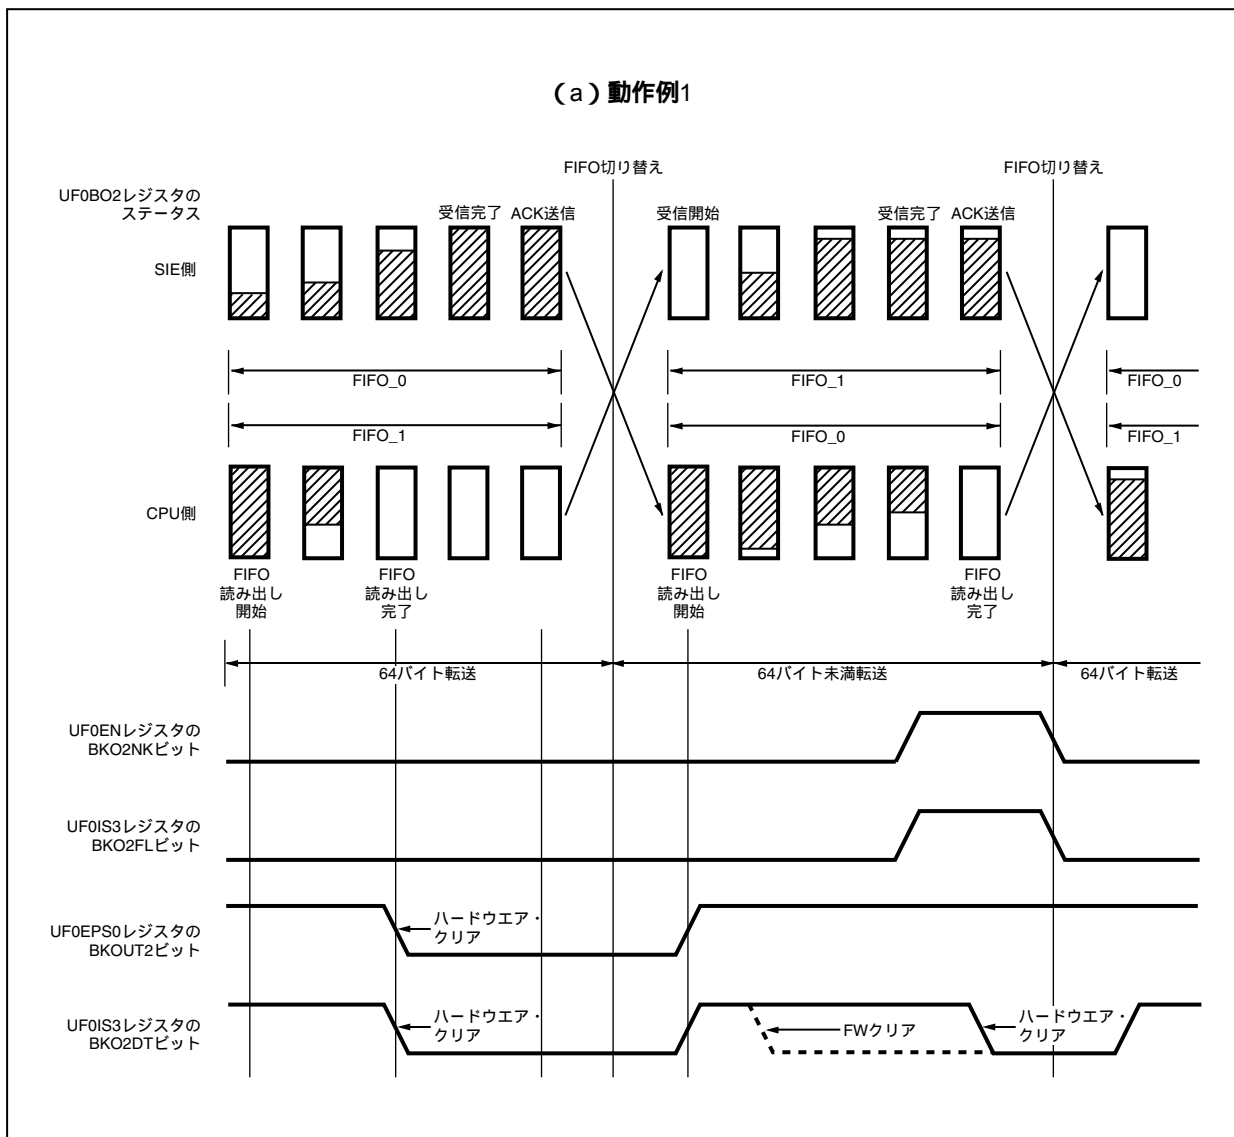 (a)動作例1
FIFO切り替え
FIFO切り替え
UF0BO2レジスタの
ステータス
受信完了
ACK送信
受信開始
受信完了
ACK送信
SIE側
FIFO_0
FIFO_1
FIFO_0
FIFO_1
FIFO_0
FIFO_1
CPU側
FIFO
読み出し
開始
FIFO
読み出し
完了
FIFO
読み出し
開始
FIFO
読み出し
完了
64バイト転送
64バイト未満転送
64バイト転送
UF0ENレジスタの
BKO2NKビット
UF0IS3レジスタの
BKO2FLビット
UF0EPS0レジスタの
BKOUT2ビット
ハードウエア・
クリア
UF0IS3レジスタの
BKO2DTビット
ハードウエア・
クリア
FWクリア
ハードウエア・
クリア